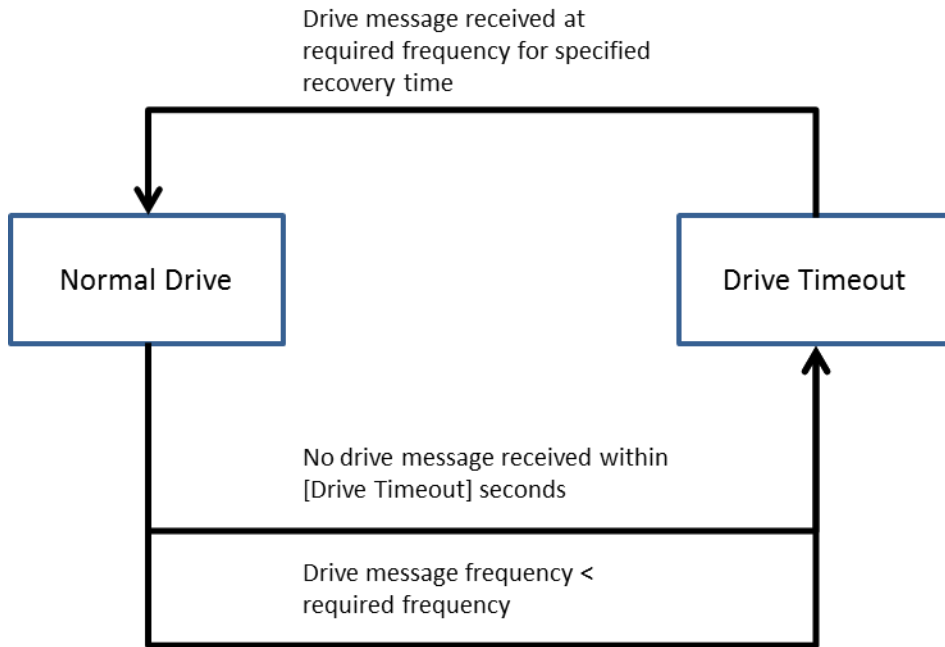 Drive message received at
required frequency for specified
recovery time
Normal Drive
Drive Timeout
No drive message received within
[Drive Timeout] seconds
Drive message frequency <
required frequency